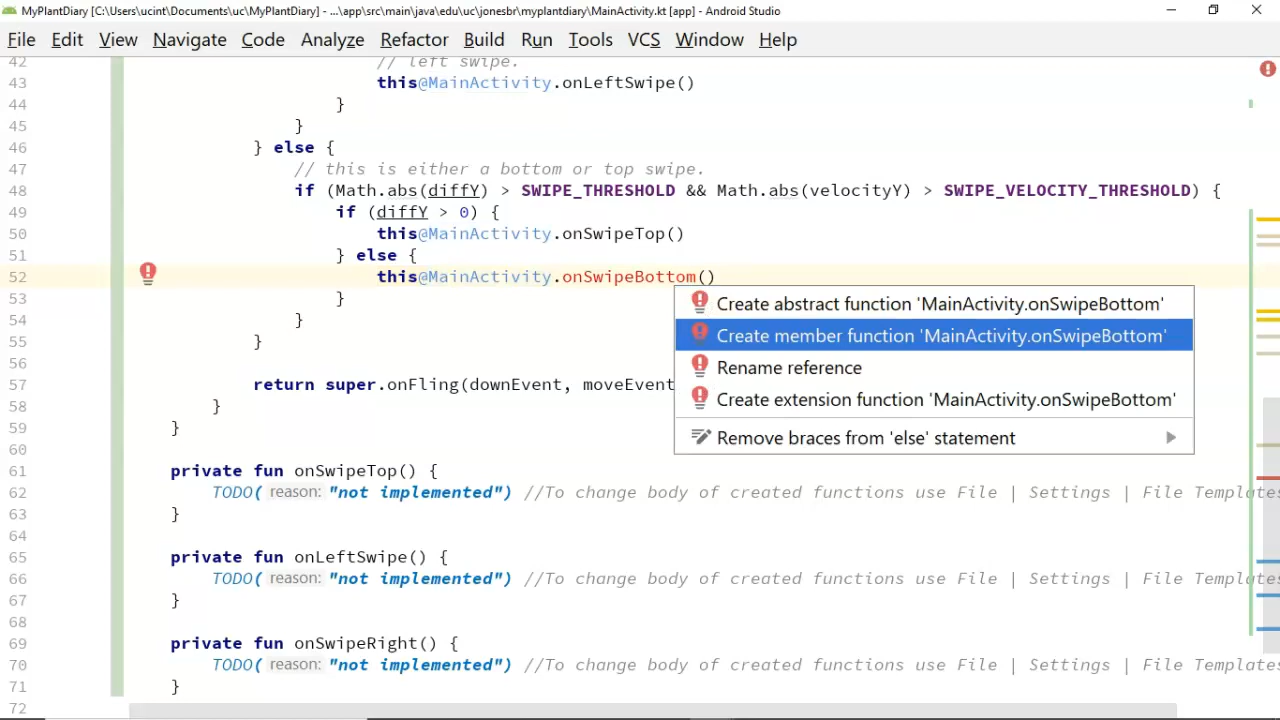 MyPlantDiary [C:\Users\ucint\Documents\uc\MyPlantDiary] - ...\app\src\main\java\edu\uc\jonesbr\myplantdiary\MainActivity.kt [app] - Android Studio
File Edit View Navigate Code Analyze Refactor Build Run Tools VCS Window Help
42 // left swipe.
43 this@MainActivity.onLeftSwipe()
44 }
45 }
46 } else {
47 // this is either a bottom or top swipe.
48 if (Math.abs(diffY) > SWIPE_THRESHOLD && Math.abs(velocityY) > SWIPE_VELOCITY_THRESHOLD) {
49 if (diffY > 0) {
50 this@MainActivity.onSwipeTop()
51 } else {
52 this@MainActivity.onSwipeBottom()
53 }
54 }
55 }
56
57 return super.onFling(downEvent, moveEvent
58 }
59 }
60
61 private fun onSwipeTop() {
62 TODO( reason: "not implemented") //To change body of created functions use File | Settings | File Templates
63 }
64
65 private fun onLeftSwipe() {
66 TODO( reason: "not implemented") //To change body of created functions use File | Settings | File Templates
67 }
68
69 private fun onSwipeRight() {
70 TODO( reason: "not implemented") //To change body of created functions use File | Settings | File Templates
71 }
72
Create abstract function 'MainActivity.onSwipeBottom'
Create member function 'MainActivity.onSwipeBottom'
Rename reference
Create extension function 'MainActivity.onSwipeBottom'
Remove braces from 'else' statement